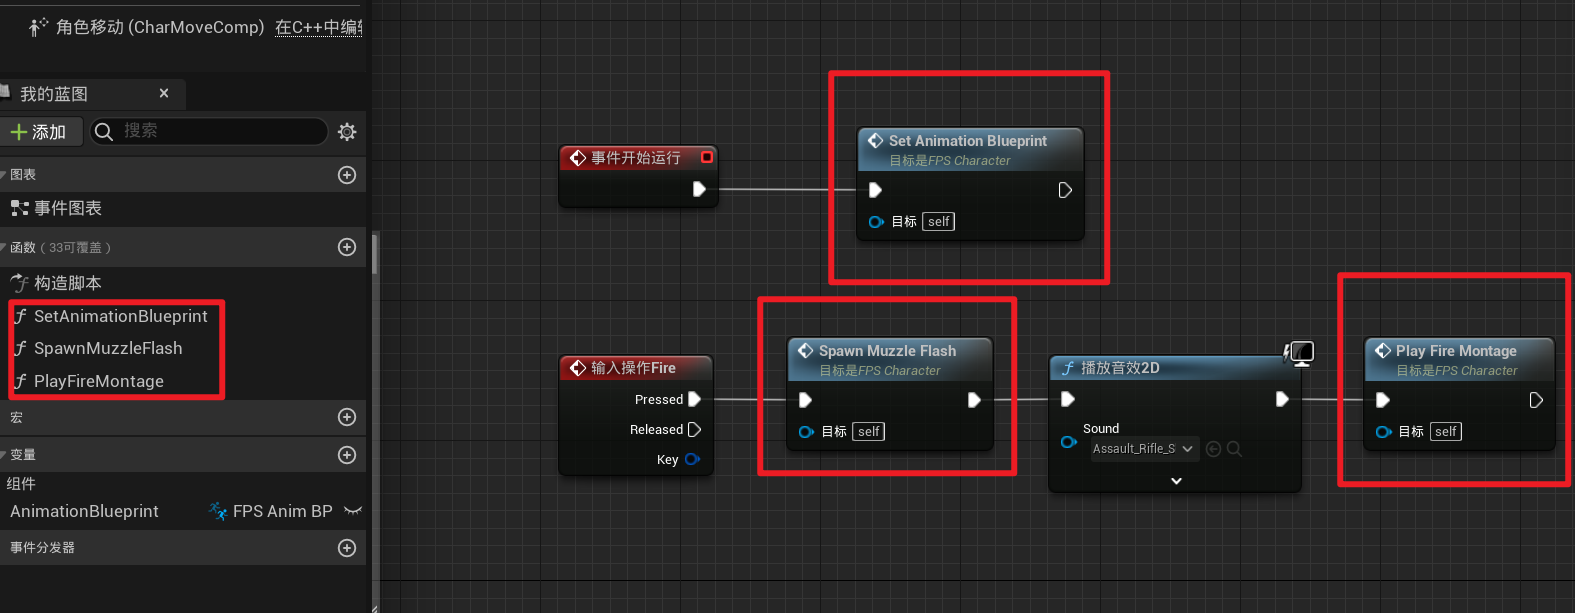 角色移动 (CharMoveComp) 在C++中编辑
我的蓝图
添加
搜索
图表
事件图表
函数（33可覆盖）
构造脚本
SetAnimationBlueprint
SpawnMuzzleFlash
PlayFireMontage
宏
变量
组件
AnimationBlueprint FPS Anim BP
事件分发器
事件开始运行
Set Animation Blueprint
目标是FPS Character
目标 self
输入操作Fire
Pressed
Released
Key
Spawn Muzzle Flash
目标是FPS Character
目标 self
播放音效2D
Sound
Assault_Rifle_S
Play Fire Montage
目标是FPS Character
目标 self